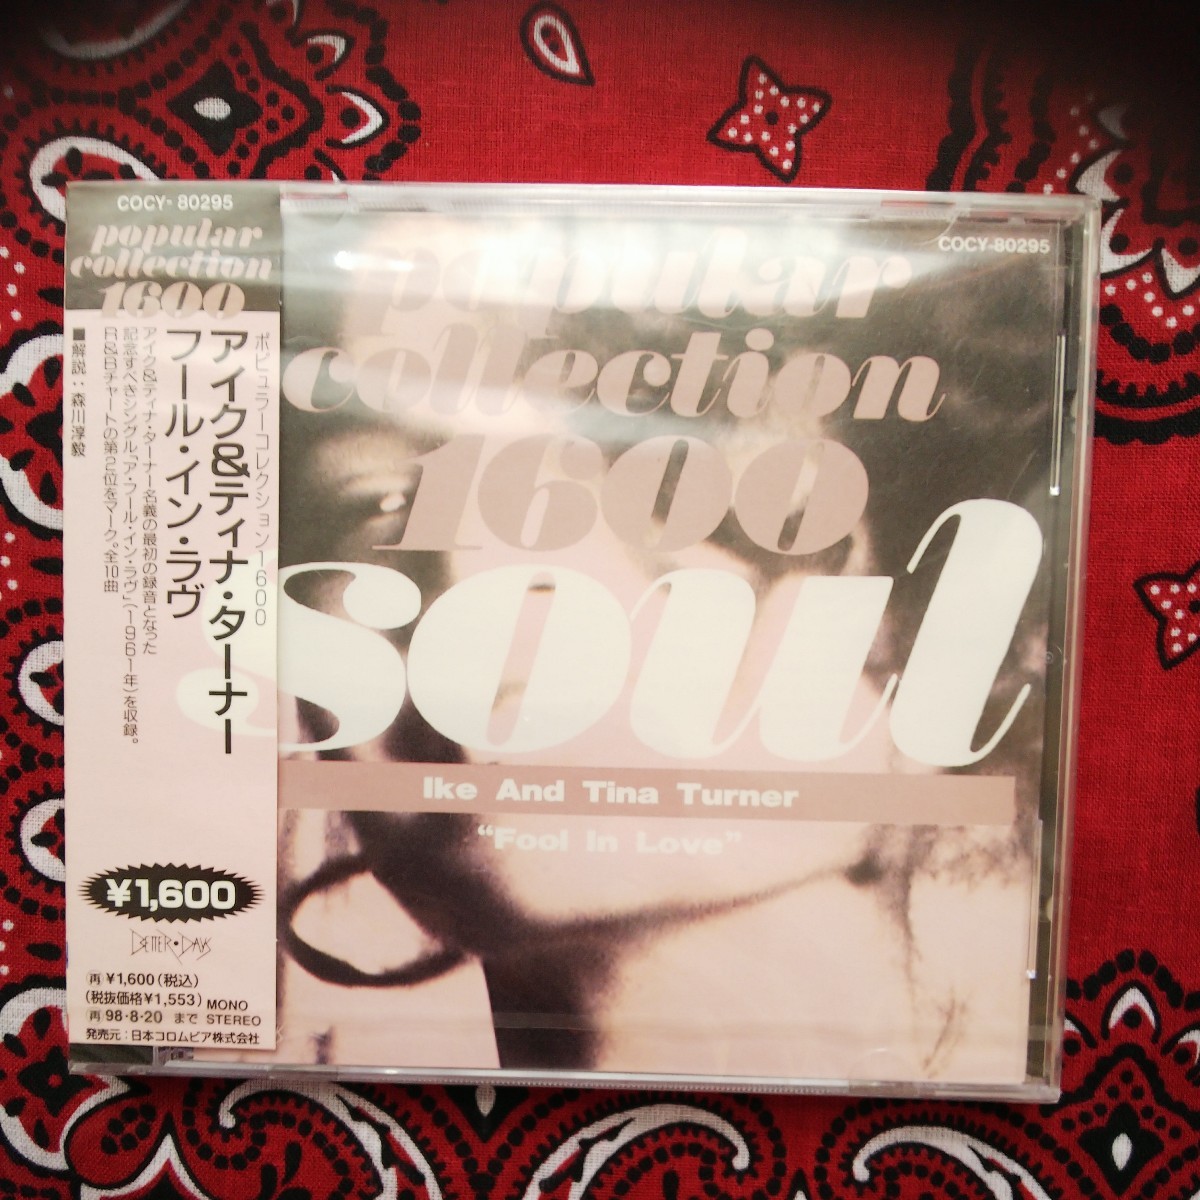 COCY-80295
popular
collection
1600
ポピュラーコレクション1600
アイク&ティナ・ターナー
フール・イン・ラヴ
アイク&ティナ・ターナー名義の最初の録音となった
記念すべきシングル「ア・フール・イン・ラヴ」(1961年)を収録。
R&Bチャートの第2位をマーク。全10曲
■解説:森川淳毅
¥1,600
BETTER・DAYS
再¥1,600(税込)
(税抜価格¥1,553) MONO
再98・8・20 まで STEREO
発売元:日本コロムビア株式会社
COCY-80295
popular
collection
1600
soul
Ike And Tina Turner
“Fool In Love”